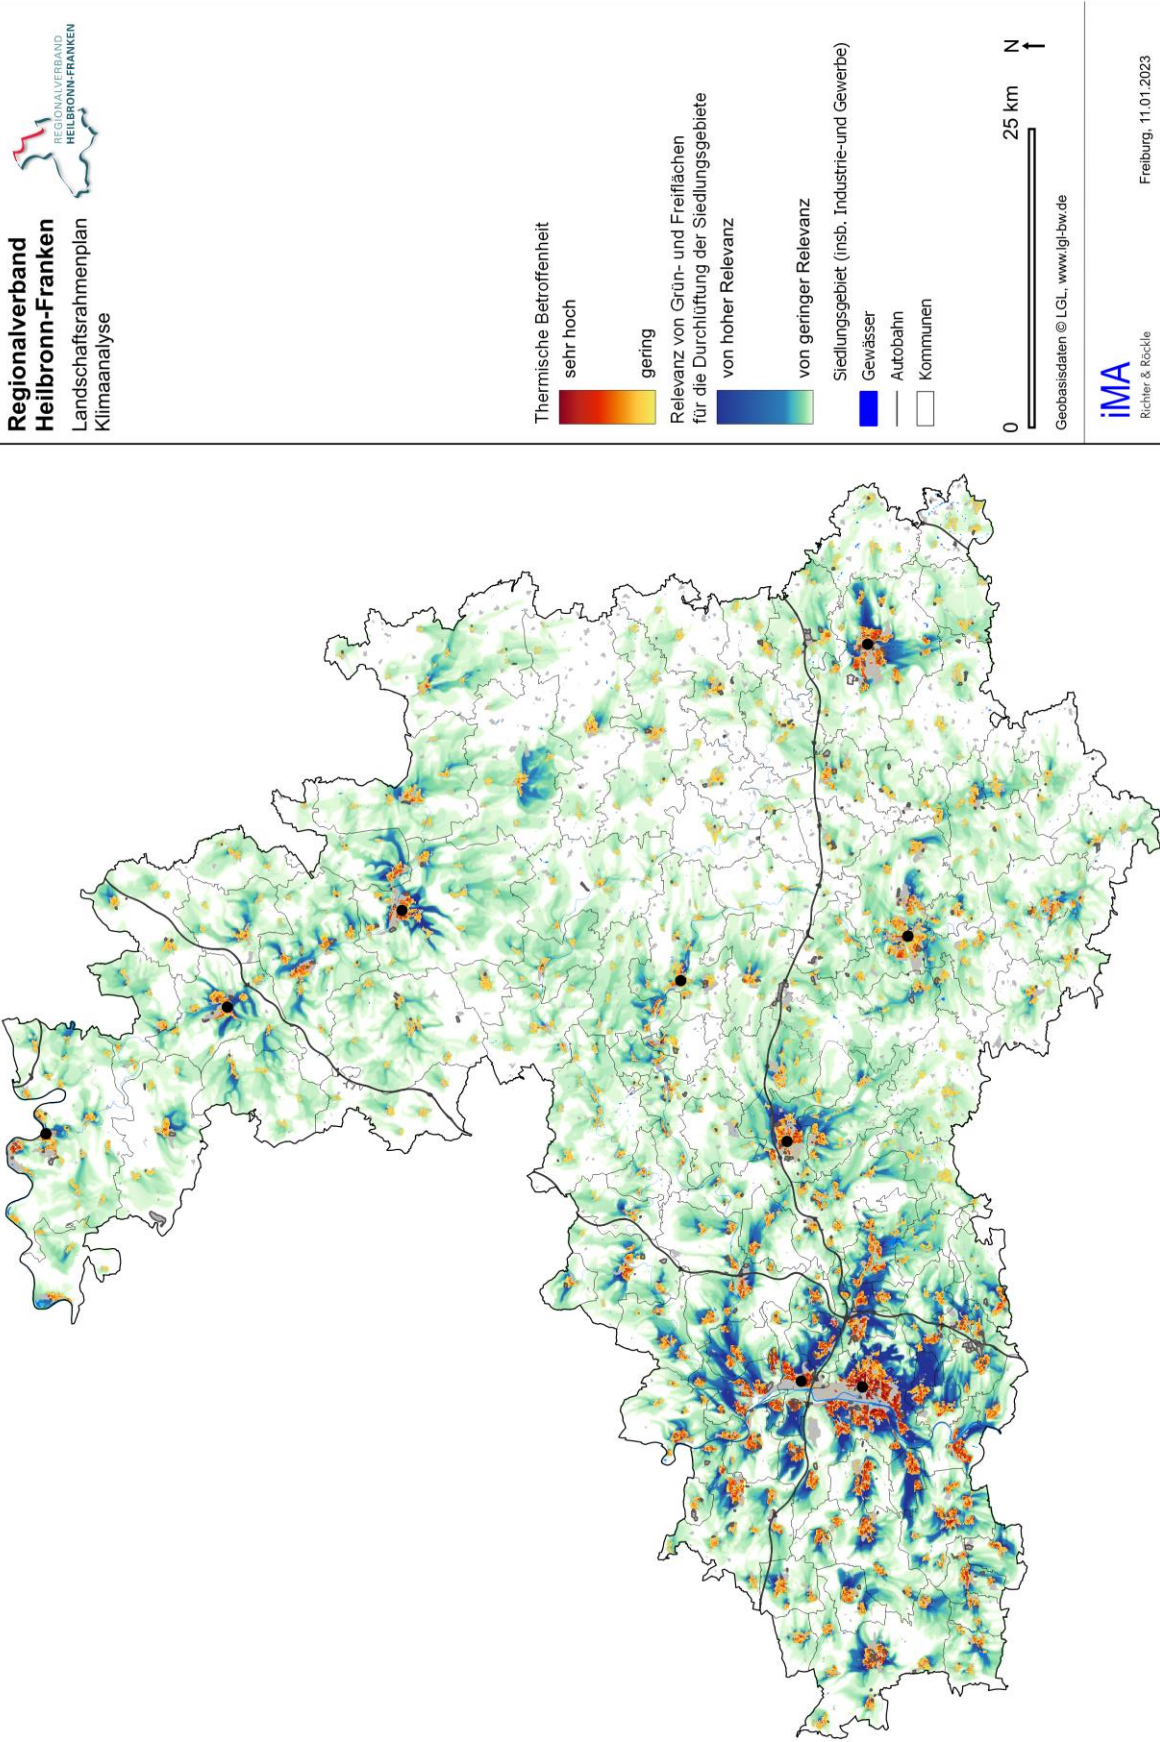 Regionalverband
Heilbronn-Franken
Landschaftsrahmenplan
Klimaanalyse
REGIONALVERBAND
HEILBRONN-FRANKEN
Thermische Betroffenheit
sehr hoch
gering
Relevanz von Grün- und Freiflächen
für die Durchlüftung der Siedlungsgebiete
von hoher Relevanz
von geringer Relevanz
Siedlungsgebiet (insb. Industrie-und Gewerbe)
Gewässer
Autobahn
Kommunen
0
25 km
N
Geobasisdaten © LGL, www.lgl-bw.de
iMA
Richter & Röckle
Freiburg, 11.01.2023